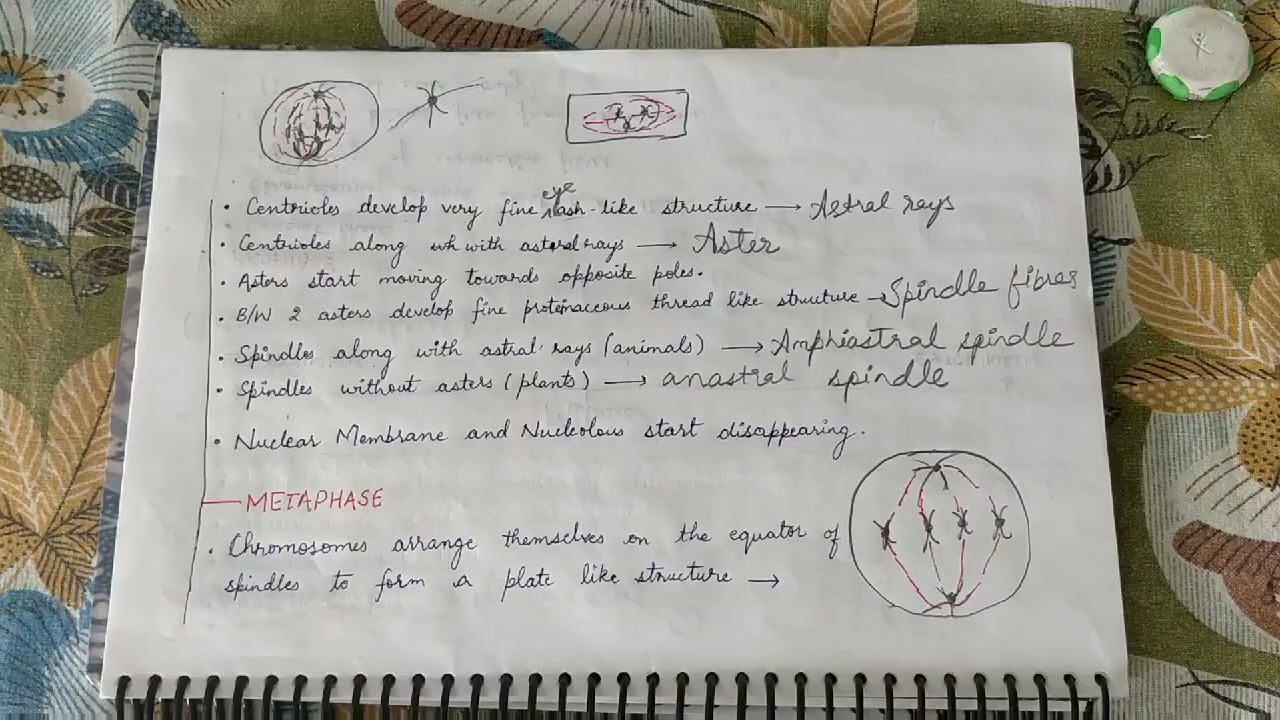 • Centrioles develop very fine eye lash-like structure → Astral rays
• Centrioles along wh with asteral rays → Aster
• Asters start moving towards opposite poles.
• B/W 2 asters develop fine proteinaceous thread like structure → Spindle fibres
• Spindles along with astral rays (animals) → Amphiastral spindle
• Spindles without asters (plants) → anastral spindle
• Nuclear Membrane and Nucleolous start disappearing.
METAPHASE
• Chromosomes arrange themselves on the equator of
spindles to form a plate like structure →